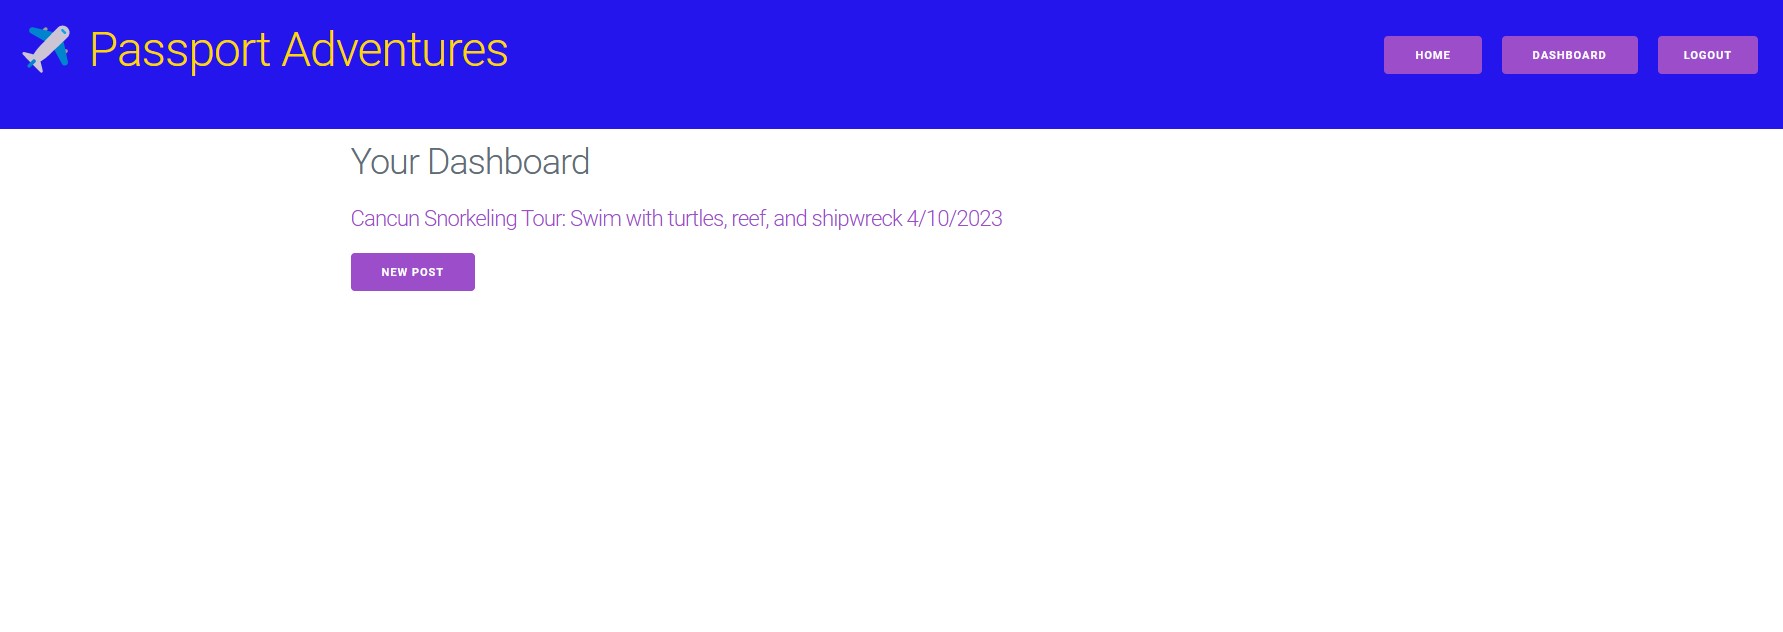 Passport Adventures
HOME
DASHBOARD
LOGOUT
Your Dashboard
Cancun Snorkeling Tour: Swim with turtles, reef, and shipwreck 4/10/2023
NEW POST